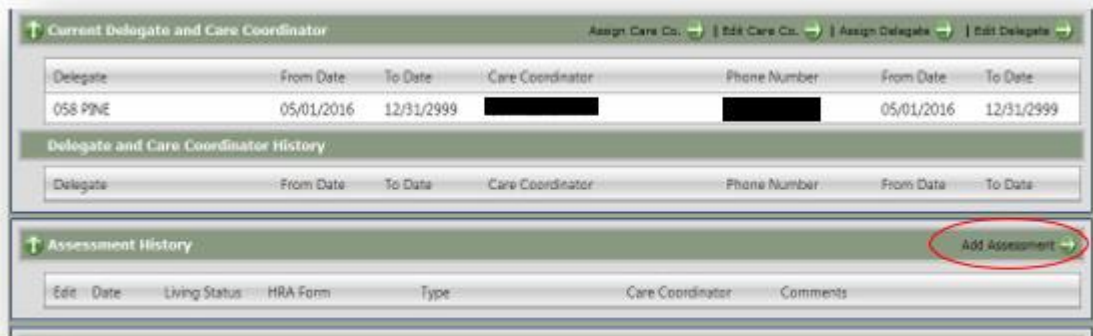 Current Delegate and Care Coordinator Assign Care Co. | Edit Care Co. | Assign Delegate | Edit Delegate
Delegate From Date To Date Care Coordinator Phone Number From Date To Date
058 PINE 05/01/2016 12/31/2999 05/01/2016 12/31/2999
Delegate and Care Coordinator History
Delegate From Date To Date Care Coordinator Phone Number From Date To Date
Assessment History Add Assessment
Edit Date Living Status HRA Form Type Care Coordinator Comments